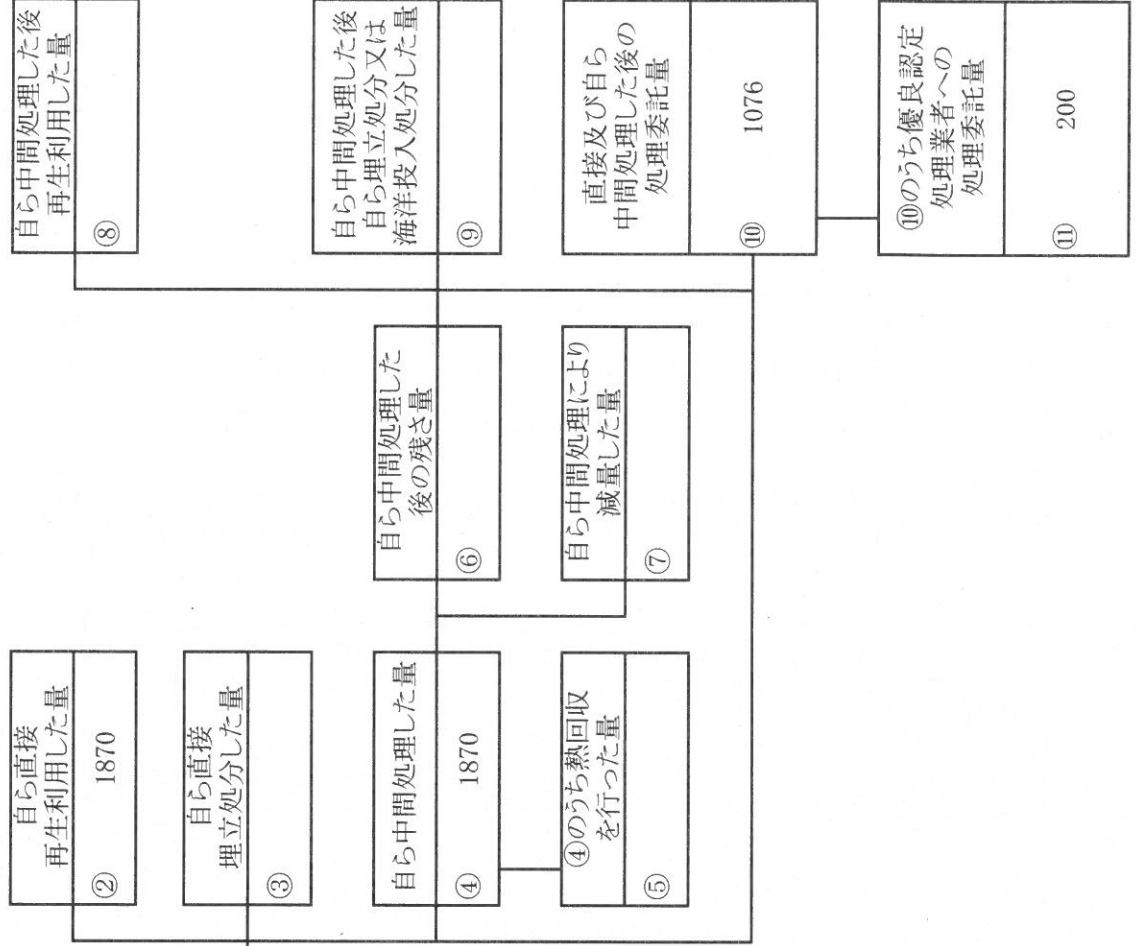 自ら直接
再生利用した量
② 1870
自ら直接
埋立処分した量
③
自ら中間処理した量
④ 1870
④のうち熱回収
を行った量
⑤
自ら中間処理した
後の残さ量
⑥
自ら中間処理により
減量した量
⑦
自ら中間処理した後
再生利用した量
⑧
自ら中間処理した後
自ら埋立処分又は
海洋投入処分した量
⑨
直接及び自ら
中間処理した後の
処理委託量
⑩ 1076
⑩のうち優良認定
処理業者への
処理委託量
⑪ 200